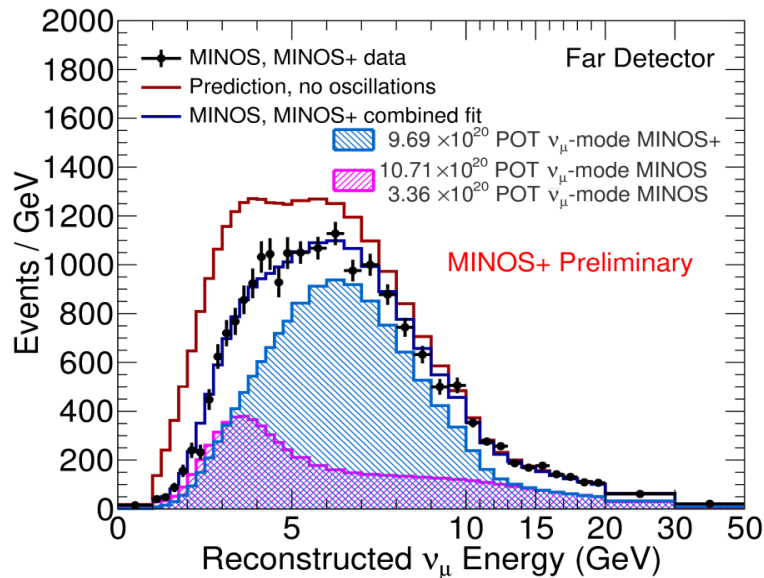 2000
1800
1600
1400
1200
1000
800
600
400
200
0
Events / GeV
MINOS, MINOS+ data
Far Detector
Prediction, no oscillations
MINOS, MINOS+ combined fit
9.69 ×10²⁰ POT νμ-mode MINOS+
10.71×10²⁰ POT νμ-mode MINOS
3.36 ×10²⁰ POT ν̅μ-mode MINOS
MINOS+ Preliminary
0 5 10 15 20 30 50
Reconstructed νμ Energy (GeV)